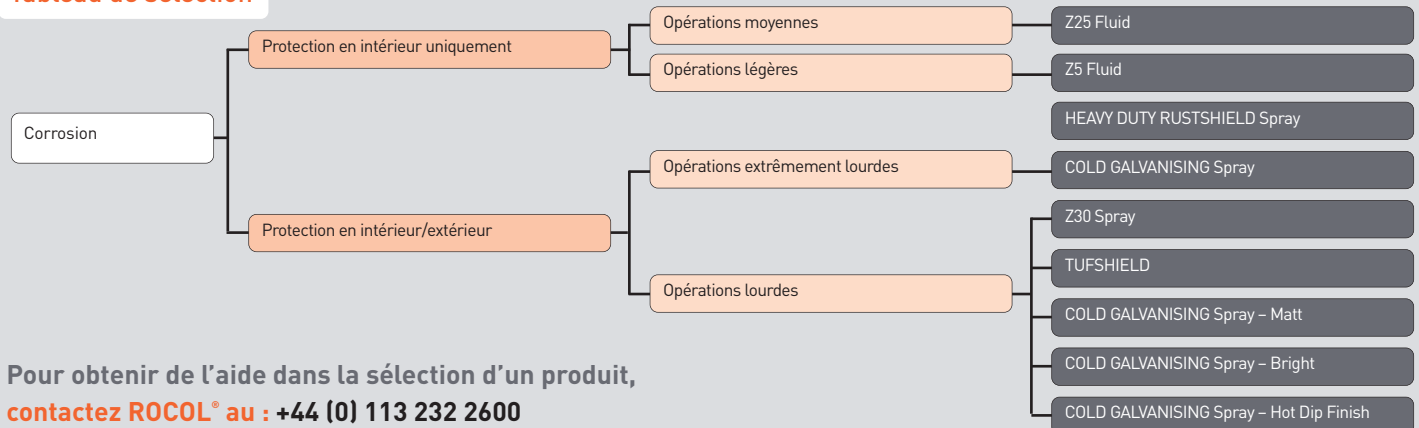 Tableau de Sélection
Corrosion
Protection en intérieur uniquement
Opérations moyennes
Z25 Fluid
Opérations légères
Z5 Fluid
HEAVY DUTY RUSTSHIELD Spray
Protection en intérieur/extérieur
Opérations extrêmement lourdes
COLD GALVANISING Spray
Opérations lourdes
Z30 Spray
TUFSHIELD
COLD GALVANISING Spray – Matt
COLD GALVANISING Spray – Bright
COLD GALVANISING Spray – Hot Dip Finish
Pour obtenir de l’aide dans la sélection d’un produit,
contactez ROCOL® au : +44 (0) 113 232 2600